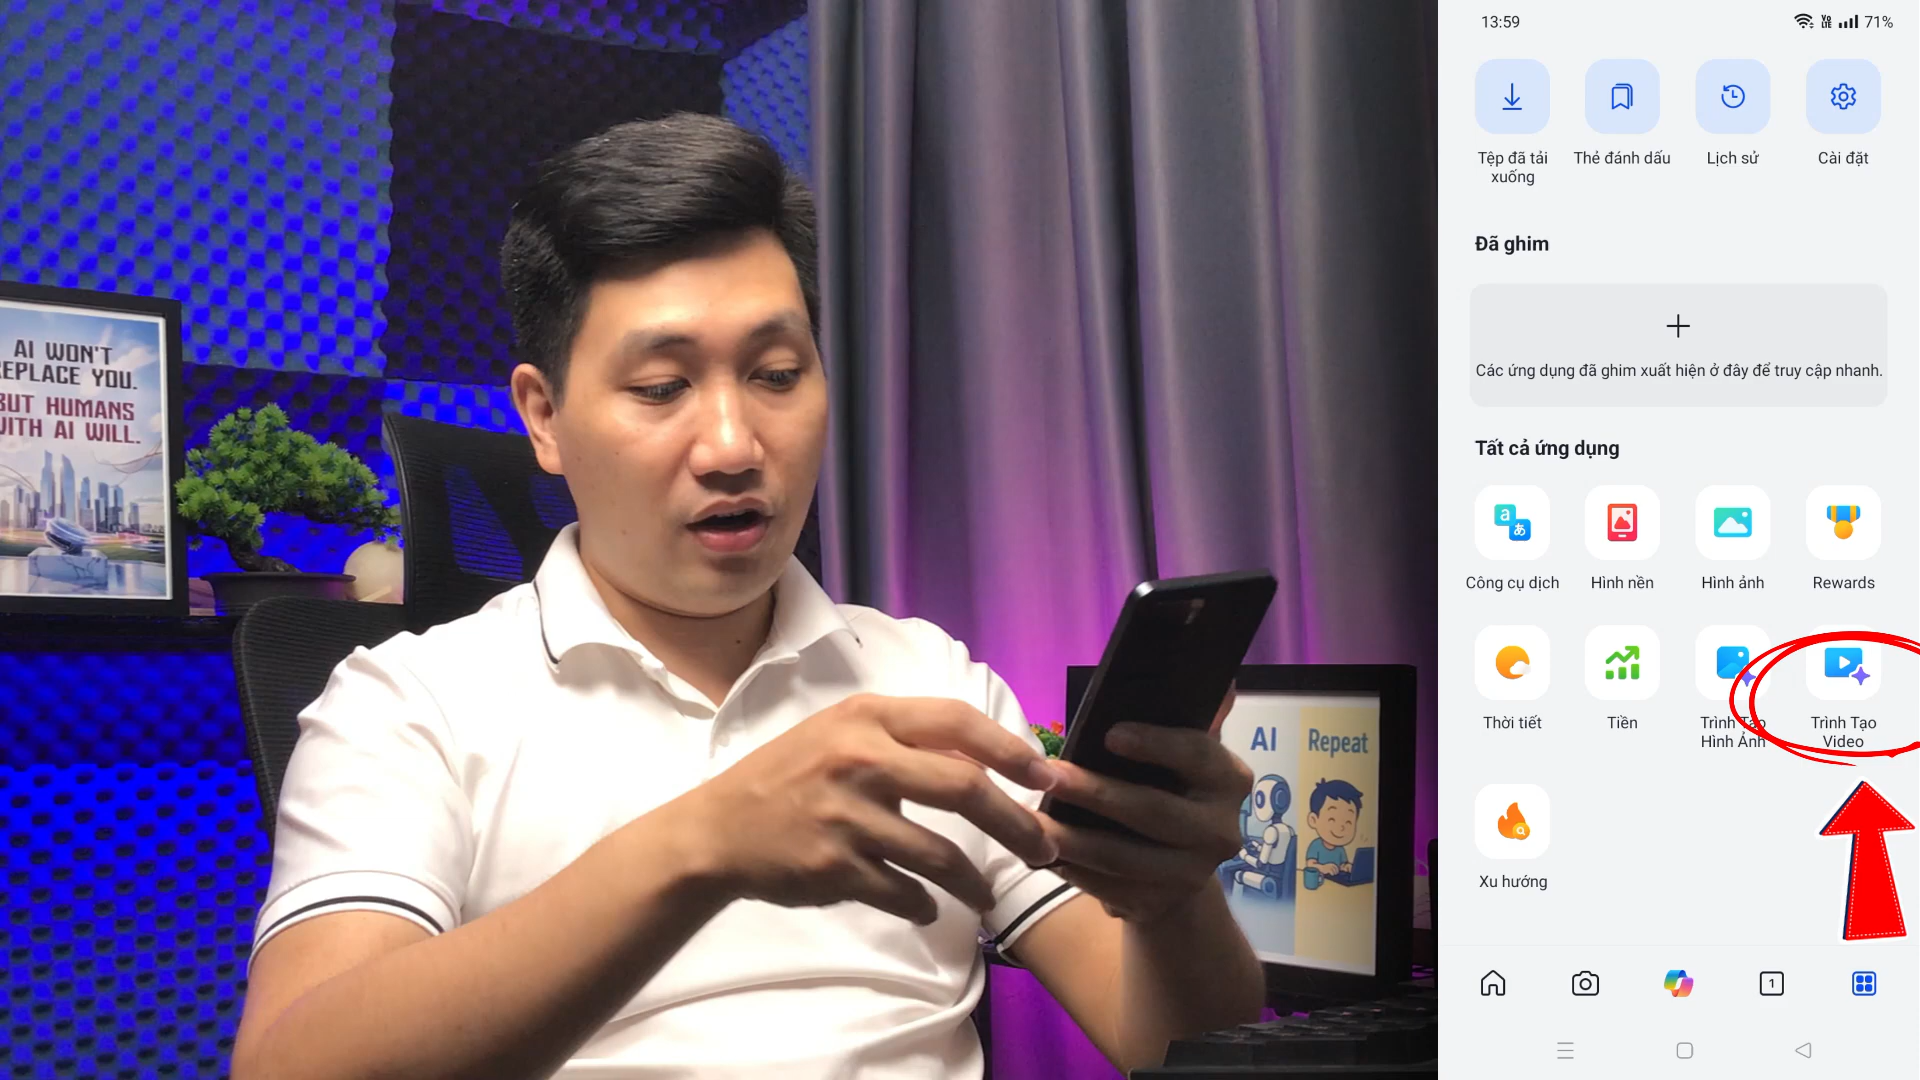 AI WON'T
REPLACE YOU.
BUT HUMANS
WITH AI WILL.
AI
Repeat
13:59
71%
Tệp đã tải
xuống
Thẻ đánh dấu
Lịch sử
Cài đặt
Đã ghim
Các ứng dụng đã ghim xuất hiện ở đây để truy cập nhanh.
Tất cả ứng dụng
Công cụ dịch
Hình nền
Hình ảnh
Rewards
Thời tiết
Tiền
Trình Tạo
Hình Ảnh
Trình Tạo
Video
Xu hướng
1